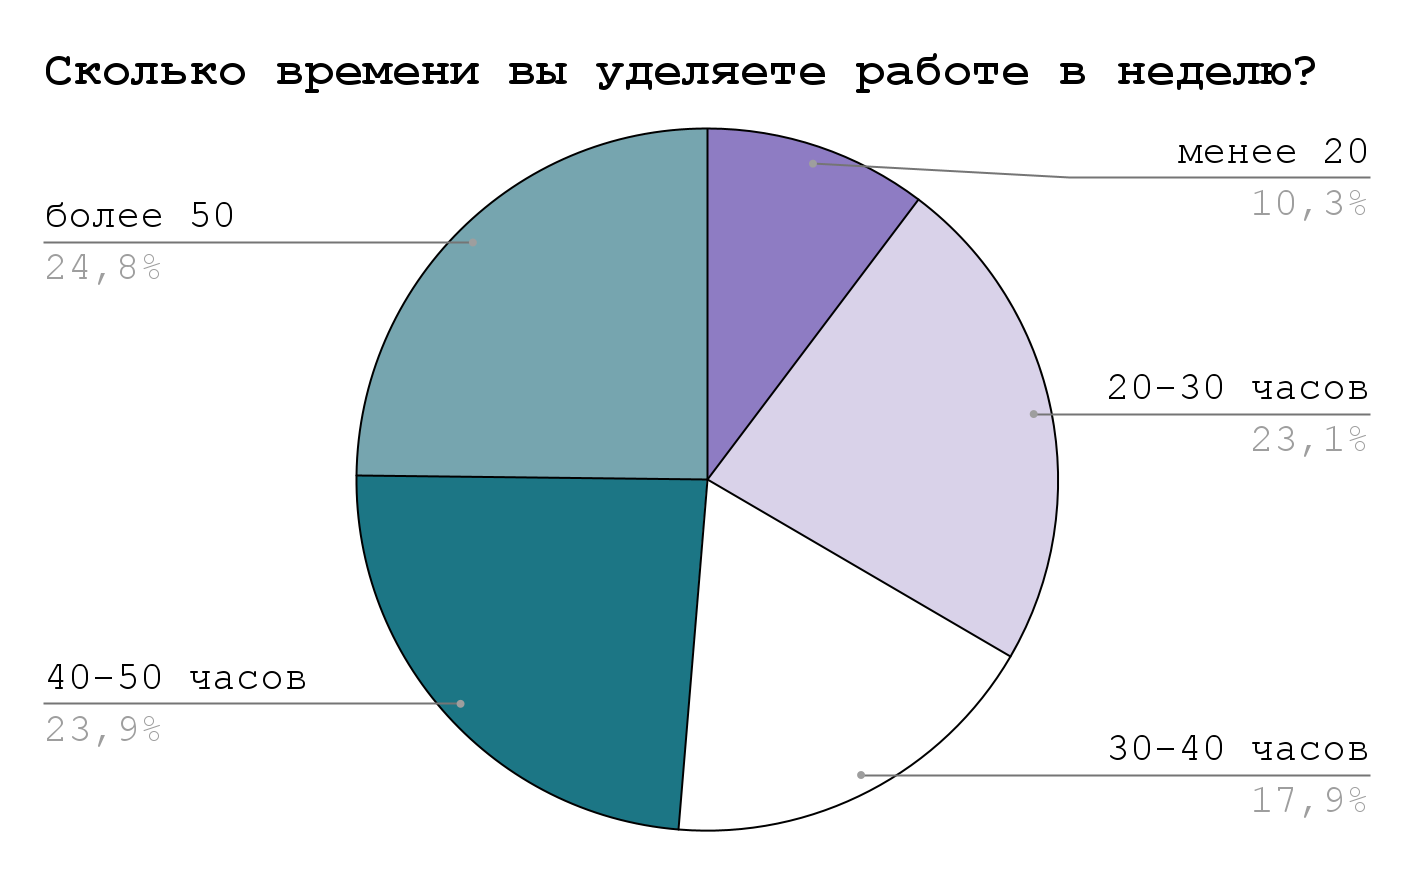 Сколько времени вы уделяете работе в неделю?
менее 20
10,3%
более 50
24,8%
20-30 часов
23,1%
40-50 часов
23,9%
30-40 часов
17,9%